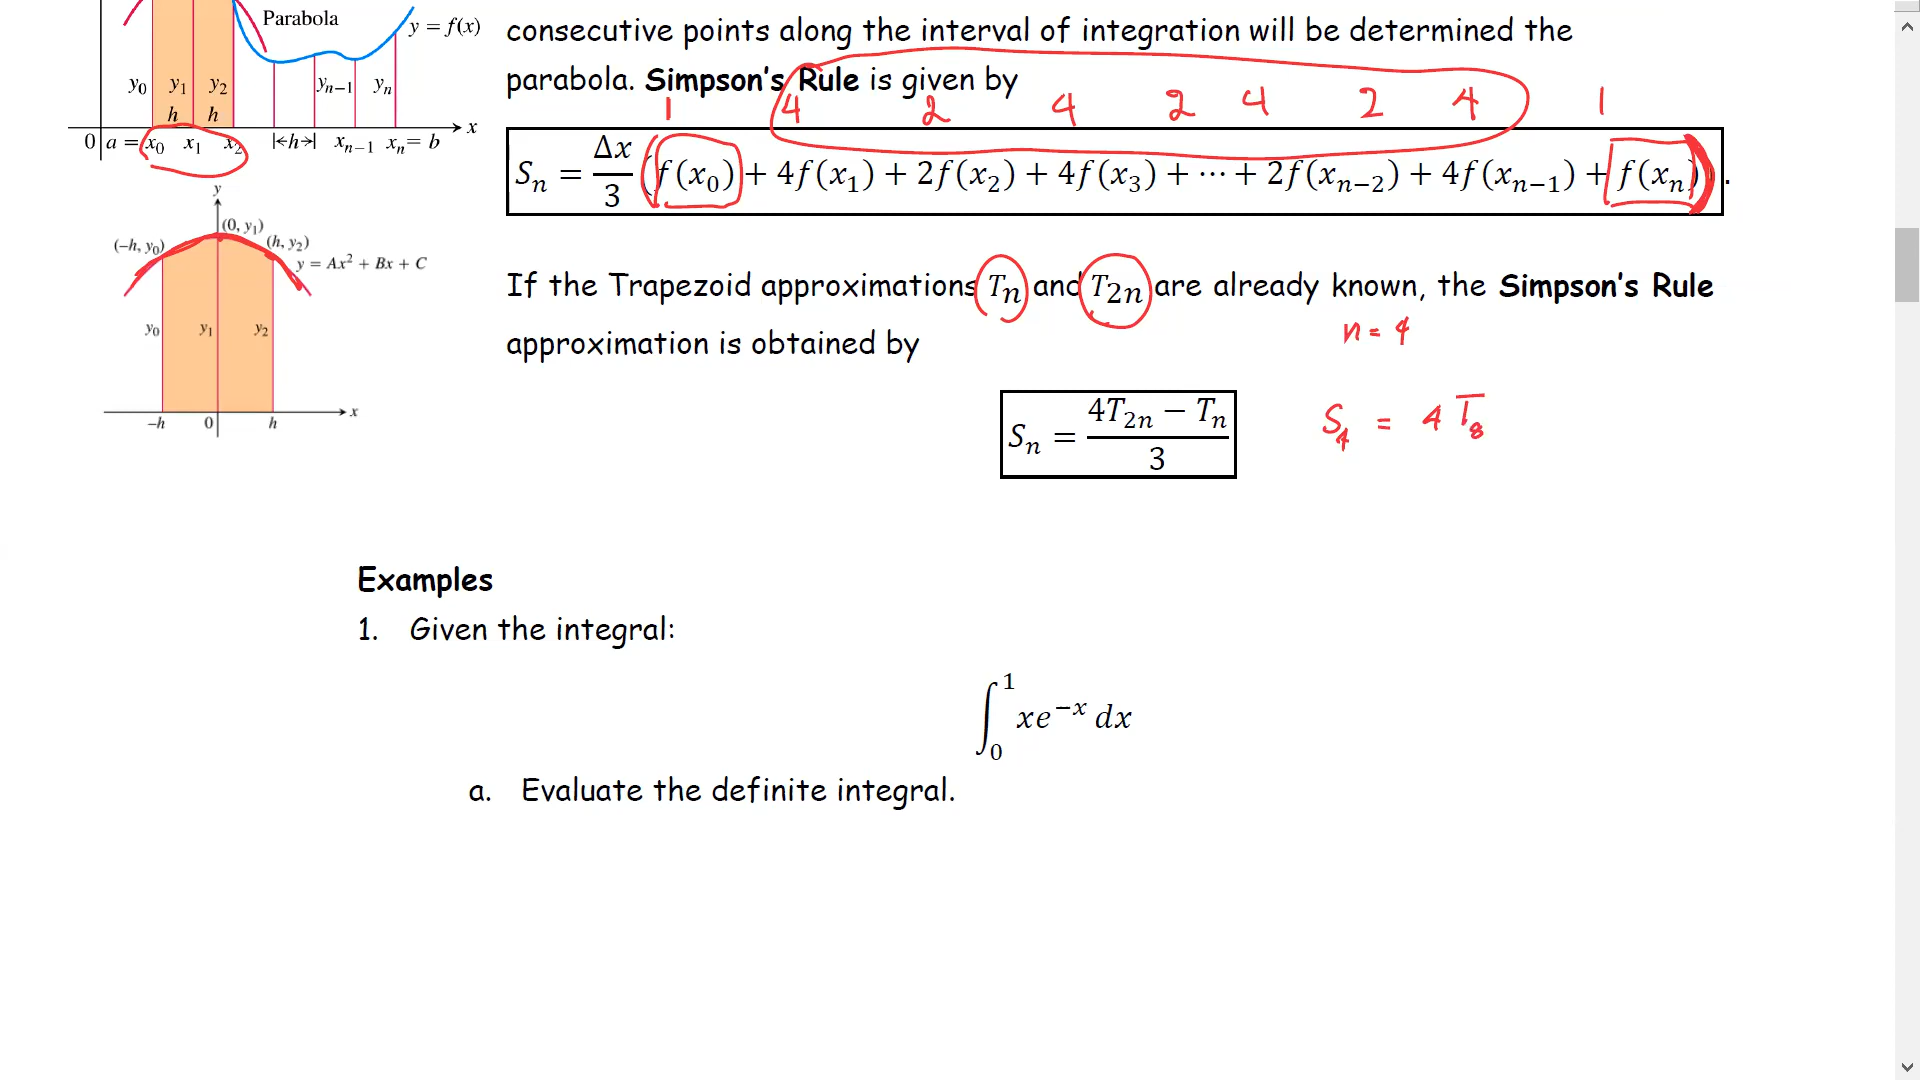 Parabola
y = f(x)
y₀ y₁ y₂ yₙ₋₁ yₙ
h h
0 a = x₀ x₁ x₂ |←h→| xₙ₋₁ xₙ = b x
consecutive points along the interval of integration will be determined the
parabola. Simpson's Rule is given by
1 4 2 4 2 4 2 4 1
Sₙ = Δx/3 (f(x₀) + 4f(x₁) + 2f(x₂) + 4f(x₃) + ⋯ + 2f(xₙ₋₂) + 4f(xₙ₋₁) + f(xₙ)).
y
(0, y₁)
(−h, y₀) (h, y₂)
y = Ax² + Bx + C
y₀ y₁ y₂
−h 0 h x
If the Trapezoid approximations Tₙ and T₂ₙ are already known, the Simpson's Rule
n = 4
approximation is obtained by
Sₙ = (4T₂ₙ − Tₙ)/3
S₄ = 4 T₈
Examples
1. Given the integral:
∫₀¹ xe⁻ˣ dx
a. Evaluate the definite integral.